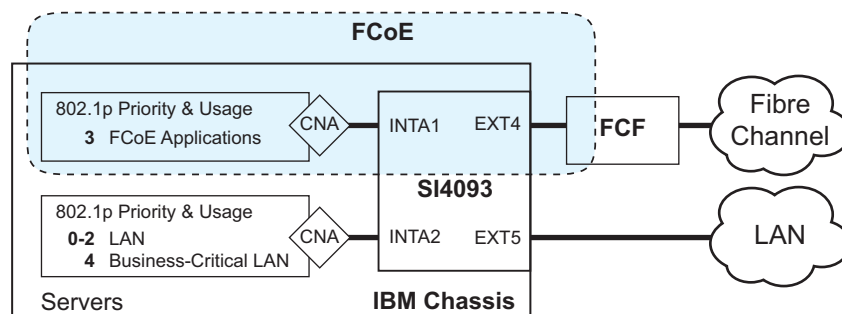 FCoE
802.1p Priority & Usage
3 FCoE Applications
CNA
INTA1
EXT4
FCF
Fibre
Channel
SI4093
802.1p Priority & Usage
0-2 LAN
4 Business-Critical LAN
CNA
INTA2
EXT5
LAN
Servers
IBM Chassis